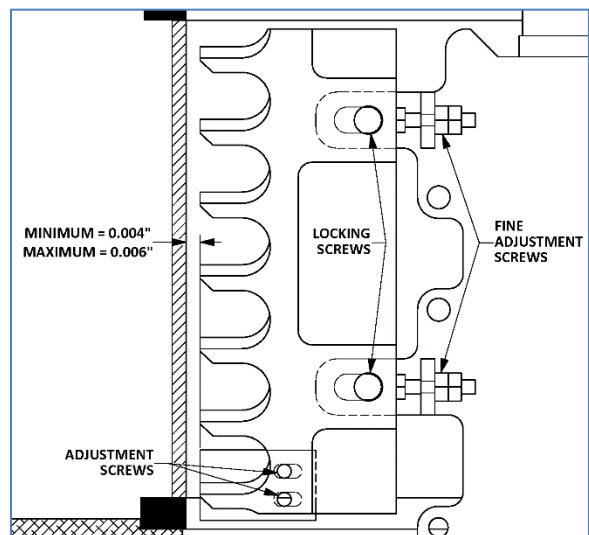 MINIMUM = 0.004"
MAXIMUM = 0.006"
LOCKING
SCREWS
FINE
ADJUSTMENT
SCREWS
ADJUSTMENT
SCREWS